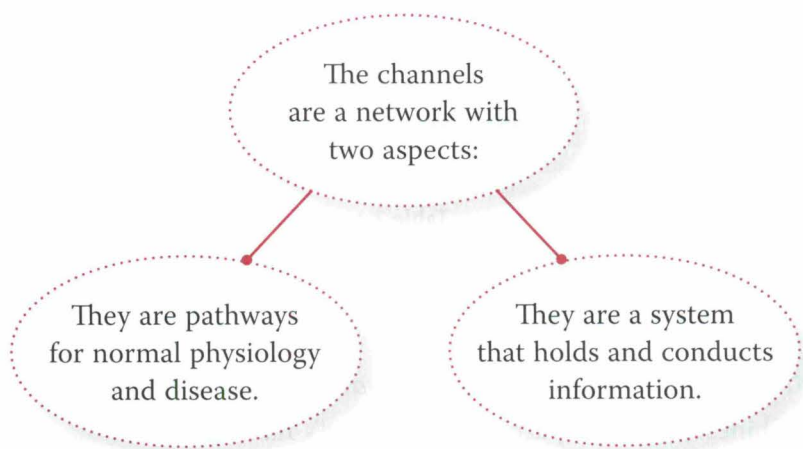 The channels
are a network with
two aspects:
They are pathways
for normal physiology
and disease.
They are a system
that holds and conducts
information.